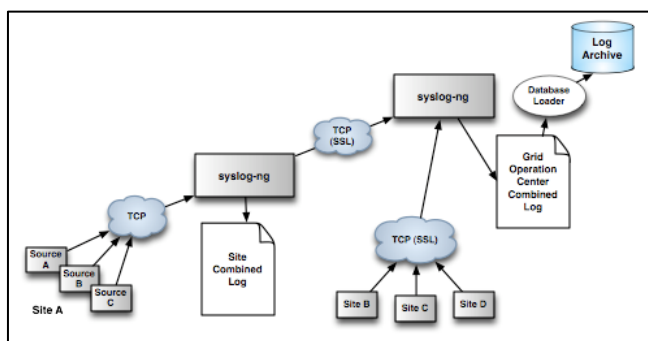 Log
Archive
Database
Loader
syslog-ng
TCP
(SSL)
Grid
Operation
Center
Combined
Log
syslog-ng
TCP
Site
Combined
Log
TCP (SSL)
Source
A
Source
B
Source
C
Site A
Site B
Site C
Site D